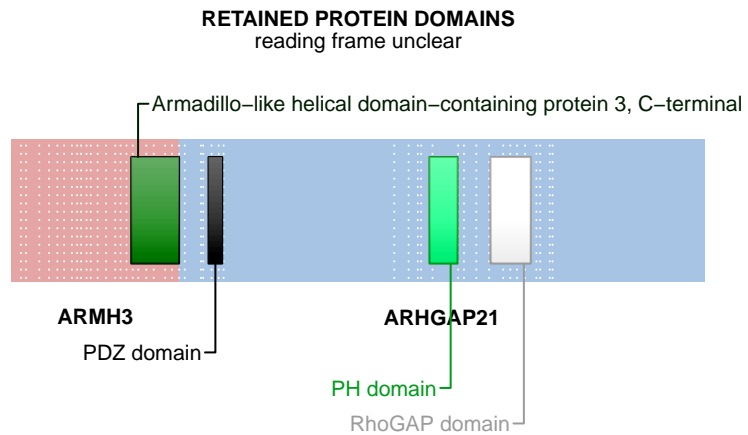 RETAINED PROTEIN DOMAINS
reading frame unclear
Armadillo−like helical domain−containing protein 3, C−terminal
ARMH3
ARHGAP21
PDZ domain
PH domain
RhoGAP domain